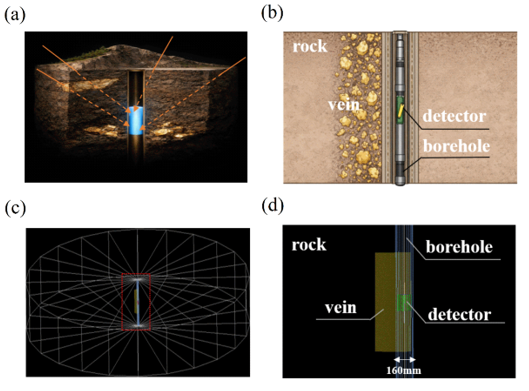 (a)
(b)
rock
vein
detector
borehole
(c)
(d)
rock
borehole
vein
detector
160mm